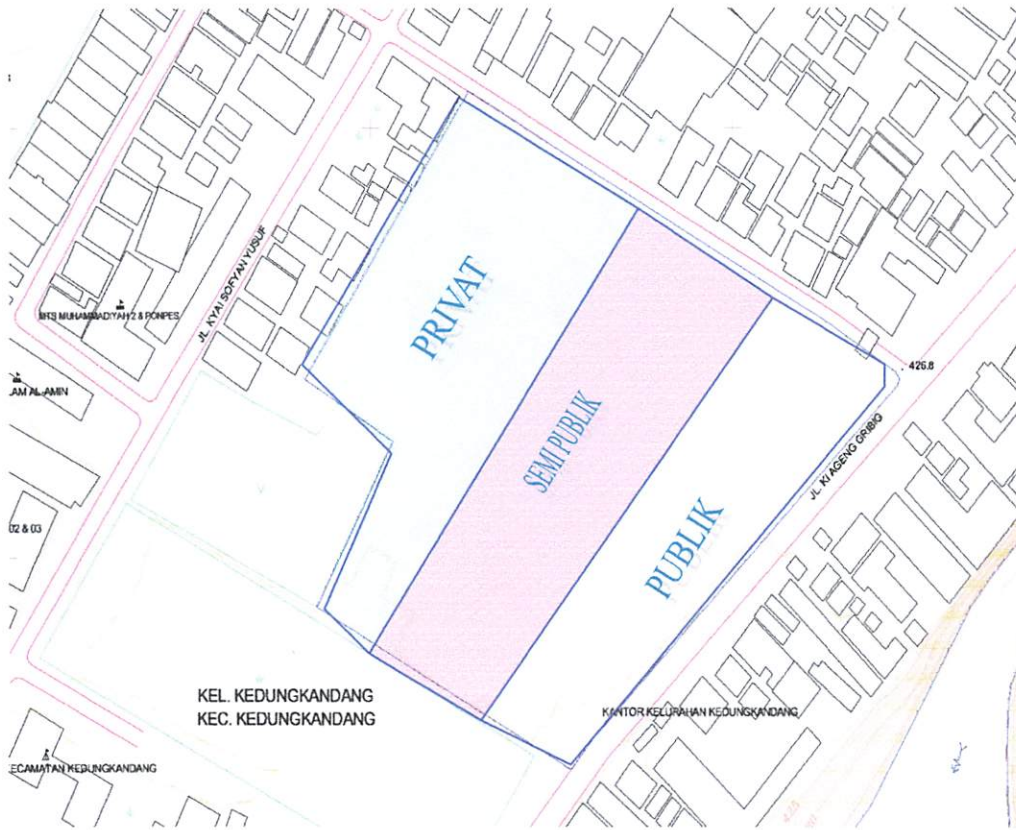 JL. KYAI SOFYAN YUSUF
MTS MUHAMMADIYAH 2 & PONPES
PRIVAT
426.8
AM AL-AMIN
SEMI PUBLIK
JL. KI AGENG GRIBIG
02 & 03
PUBLIK
KEL. KEDUNGKANDANG
KEC. KEDUNGKANDANG
KANTOR KELURAHAN KEDUNGKANDANG
ECAMATAN KEDUNGKANDANG